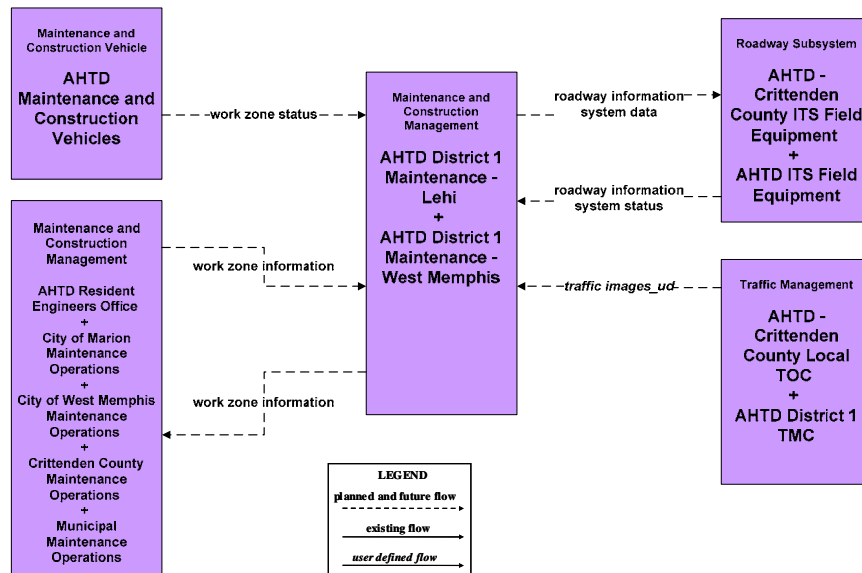 Maintenance and
Construction Vehicle
AHTD
Maintenance and
Construction
Vehicles
work zone status
Maintenance and
Construction
Management
AHTD Resident
Engineers Office
+
City of Marion
Maintenance
Operations
+
City of West Memphis
Maintenance
Operations
+
Crittenden County
Maintenance
Operations
+
Municipal
Maintenance
Operations
work zone information
work zone information
Maintenance and
Construction
Management
AHTD District 1
Maintenance -
Lehi
+
AHTD District 1
Maintenance -
West Memphis
roadway information
system data
roadway information
system status
traffic images_ud
Roadway Subsystem
AHTD -
Crittenden
County ITS Field
Equipment
+
AHTD ITS Field
Equipment
Traffic Management
AHTD -
Crittenden
County Local
TOC
+
AHTD District 1
TMC
LEGEND
planned and future flow
existing flow
user defined flow